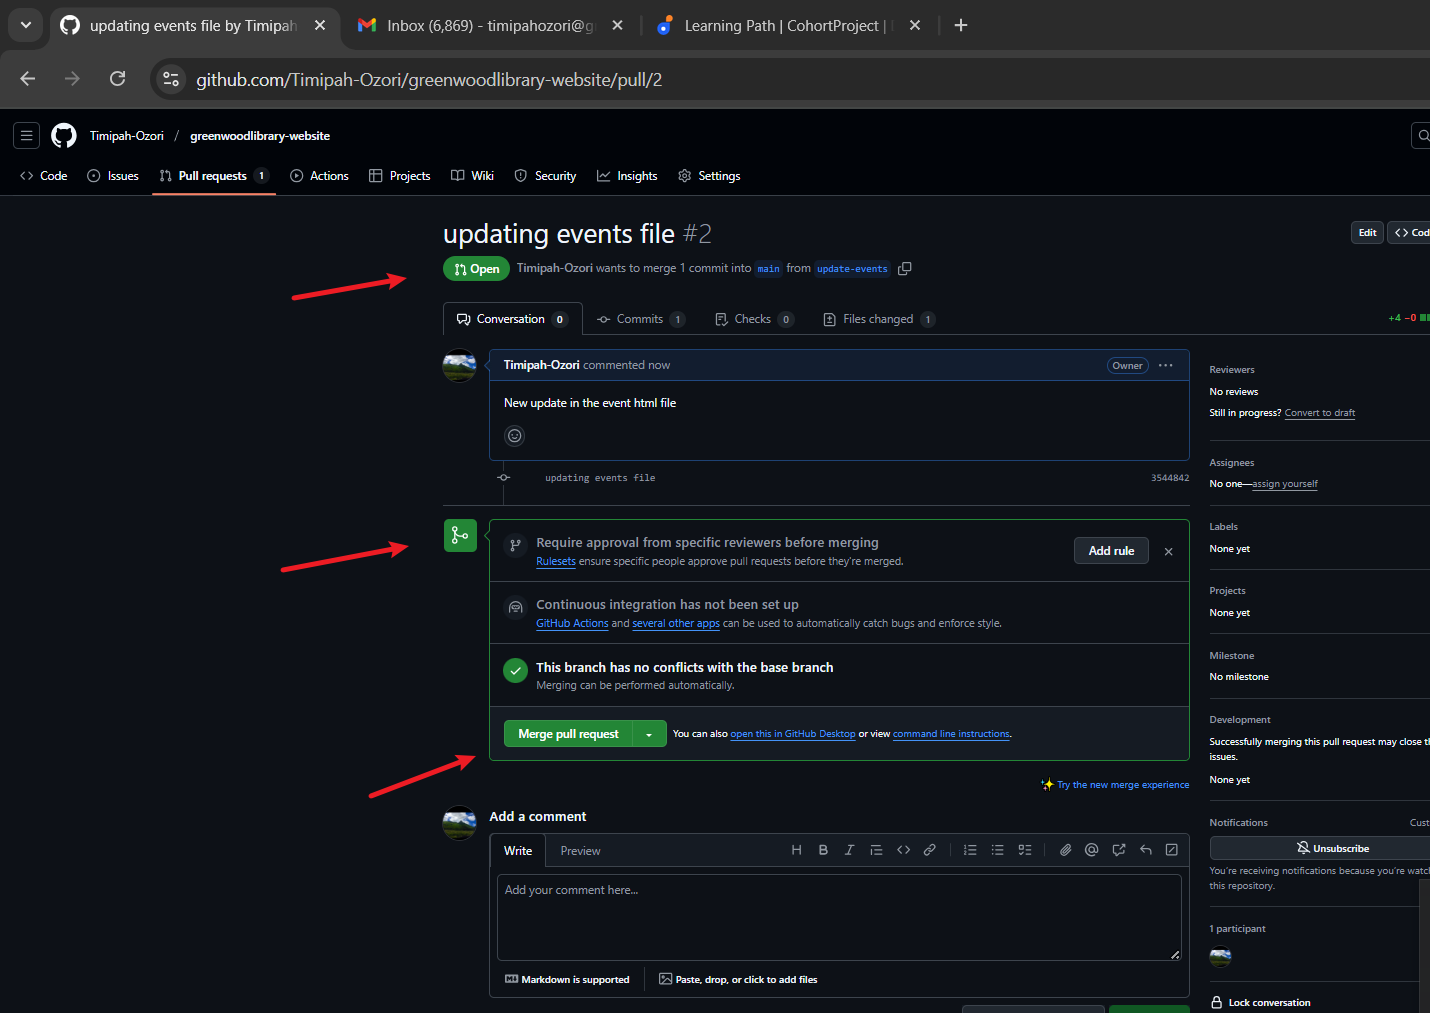 updating events file by Timipah
Inbox (6,869) - timipahozori@g
Learning Path | CohortProject |
github.com/Timipah-Ozori/greenwoodlibrary-website/pull/2
Timipah-Ozori / greenwoodlibrary-website
Code Issues Pull requests 1 Actions Projects Wiki Security Insights Settings
updating events file #2
Edit <> Cod
Open Timipah-Ozori wants to merge 1 commit into main from update-events
Conversation 0 Commits 1 Checks 0 Files changed 1
+4 −0
Timipah-Ozori commented now Owner
New update in the event html file
updating events file 3544842
Require approval from specific reviewers before merging
Rulesets ensure specific people approve pull requests before they're merged.
Add rule
Continuous integration has not been set up
GitHub Actions and several other apps can be used to automatically catch bugs and enforce style.
This branch has no conflicts with the base branch
Merging can be performed automatically.
Merge pull request You can also open this in GitHub Desktop or view command line instructions.
Try the new merge experience
Add a comment
Write Preview
Add your comment here...
Markdown is supported Paste, drop, or click to add files
Reviewers
No reviews
Still in progress? Convert to draft
Assignees
No one—assign yourself
Labels
None yet
Projects
None yet
Milestone
No milestone
Development
Successfully merging this pull request may close th
issues.
None yet
Notifications Cust
Unsubscribe
You're receiving notifications because you're watc
this repository.
1 participant
Lock conversation